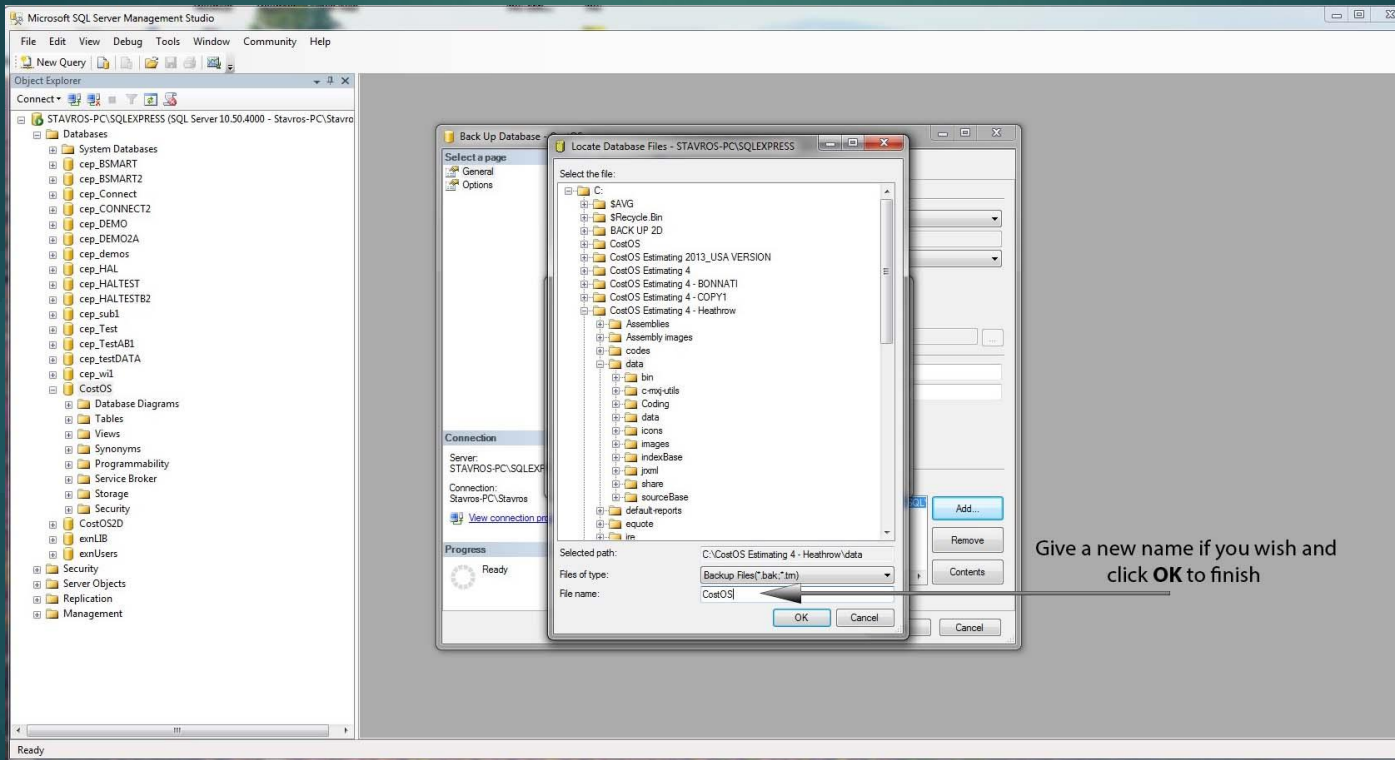 Microsoft SQL Server Management Studio
File Edit View Debug Tools Window Community Help
New Query
Object Explorer
Connect
STAVROS-PC\SQLEXPRESS (SQL Server 10.50.4000 - Stavros-PC\Stavro
Databases
System Databases
cep_BSMART
cep_BSMART2
cep_Connect
cep_CONNECT2
cep_DEMO
cep_DEMO2A
cep_demos
cep_HAL
cep_HALTEST
cep_HALTESTB2
cep_sub1
cep_Test
cep_TestAB1
cep_testDATA
cep_wi1
CostOS
Database Diagrams
Tables
Views
Synonyms
Programmability
Service Broker
Storage
Security
CostOS2D
exnLIB
exnUsers
Security
Server Objects
Replication
Management
Ready
Back Up Database -
Select a page
General
Options
Connection
Server:
STAVROS-PC\SQLEXP
Connection:
Stavros-PC\Stavros
View connection pro
Progress
Ready
Add...
Remove
Contents
Cancel
Locate Database Files - STAVROS-PC\SQLEXPRESS
Select the file:
C:
$AVG
$Recycle.Bin
BACK UP 2D
CostOS
CostOS Estimating 2013_USA VERSION
CostOS Estimating 4
CostOS Estimating 4 - BONNATI
CostOS Estimating 4 - COPY1
CostOS Estimating 4 - Heathrow
Assemblies
Assembly images
codes
data
bin
c-mxj-utils
Coding
data
icons
images
indexBase
jrxml
share
sourceBase
default-reports
equote
ire
Selected path: C:\CostOS Estimating 4 - Heathrow\data
Files of type: Backup Files(*.bak;*.trn)
File name: CostOS
OK Cancel
Give a new name if you wish and
click OK to finish